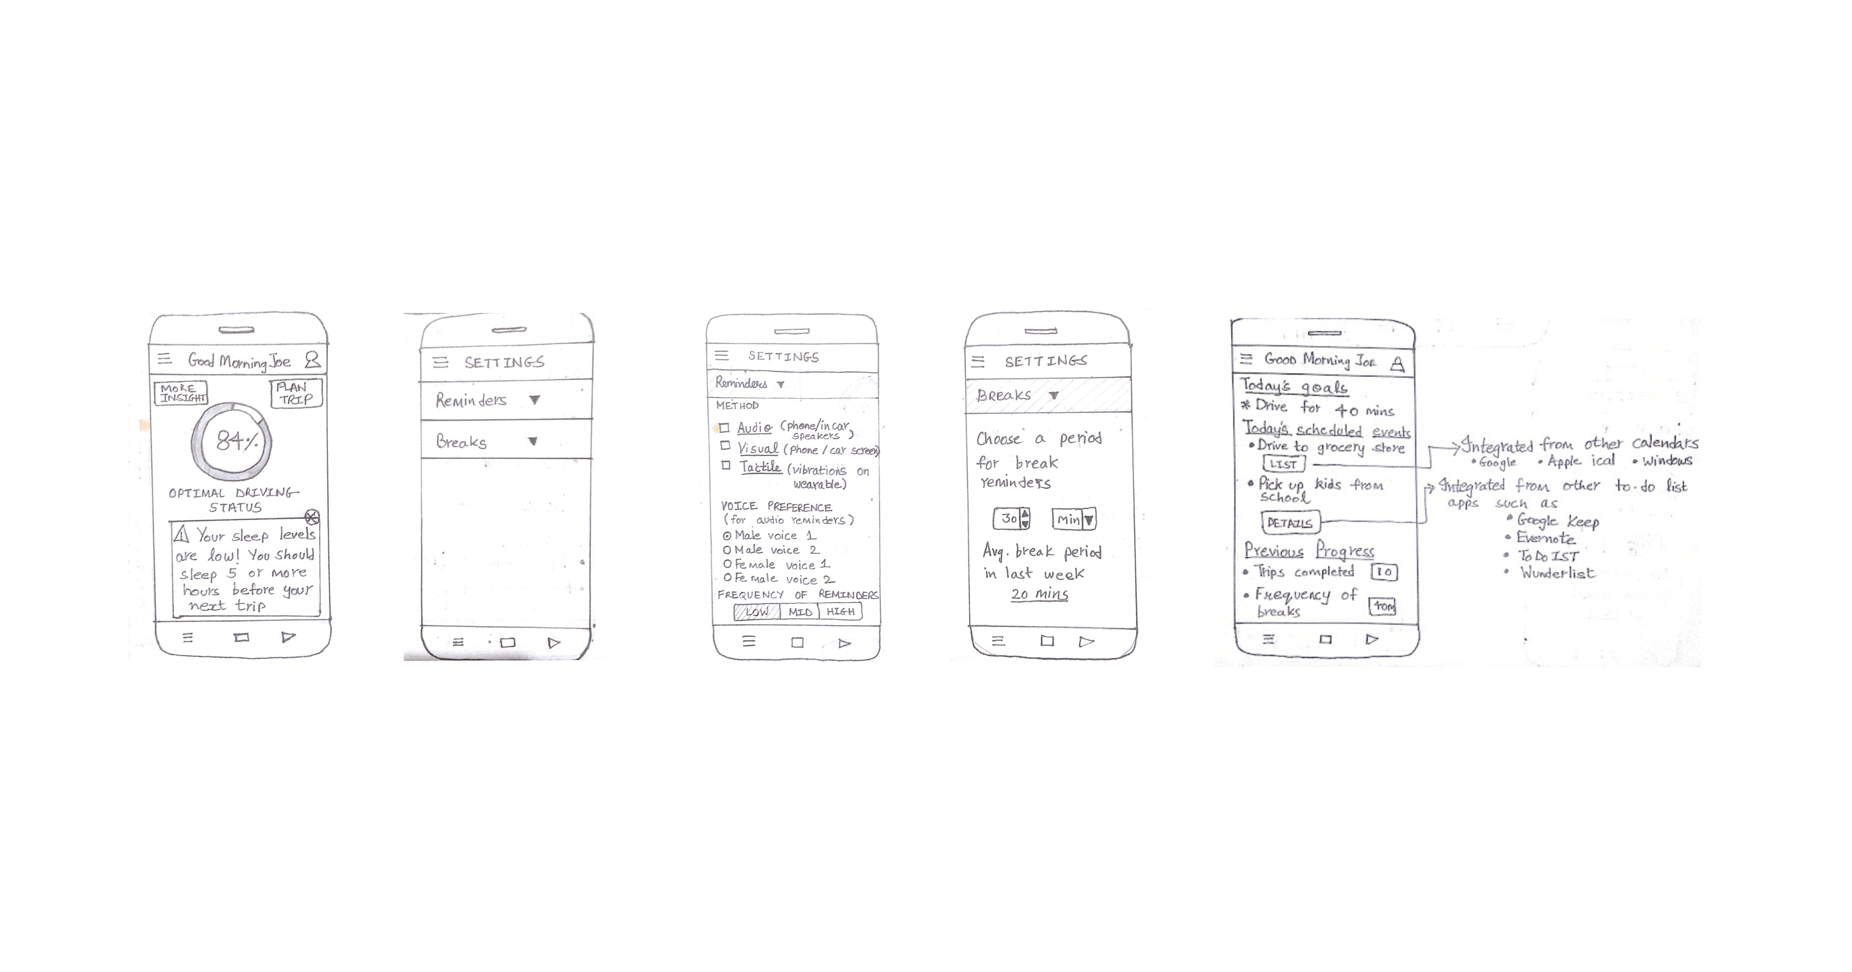 Good Morning Joe
MORE
INSIGHT
PLAN
TRIP
84%
OPTIMAL DRIVING
STATUS
Your sleep levels
are low! You should
sleep 5 or more
hours before your
next trip
SETTINGS
Reminders
Breaks
SETTINGS
Reminders
METHOD
Audio (phone/in car
speakers)
Visual (phone / car screen)
Tactile (vibrations on
wearable)
VOICE PREFERENCE
(for audio reminders)
Male voice 1
Male voice 2
Female voice 1
Female voice 2
FREQUENCY OF REMINDERS
LOW MID HIGH
SETTINGS
BREAKS
Choose a period
for break
reminders
30 min
Avg. break period
in last week
20 mins
Good Morning Joe
Today's goals
* Drive for 40 mins
Today's scheduled events
• Drive to grocery store
LIST
• Pick up kids from
school
DETAILS
Previous Progress
• Trips completed 10
• Frequency of
breaks 40m
Integrated from other calendars
• Google • Apple ical • Windows
Integrated from other to-do list
apps such as
• Google Keep
• Evernote
• ToDoIST
• Wunderlist